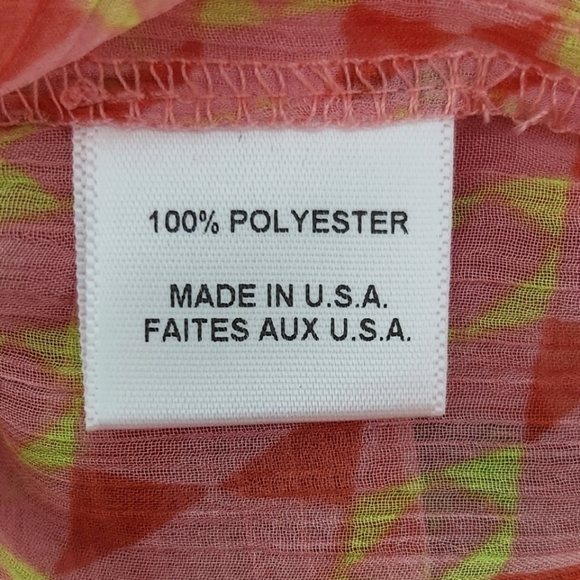 100% POLYESTER
MADE IN U.S.A.
FAITES AUX U.S.A.